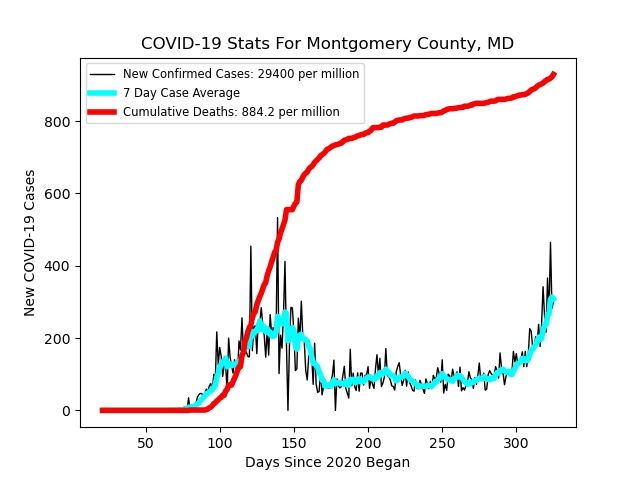 COVID-19 Stats For Montgomery County, MD
New Confirmed Cases: 29400 per million
7 Day Case Average
Cumulative Deaths: 884.2 per million
New COVID-19 Cases
800
600
400
200
0
50 100 150 200 250 300
Days Since 2020 Began